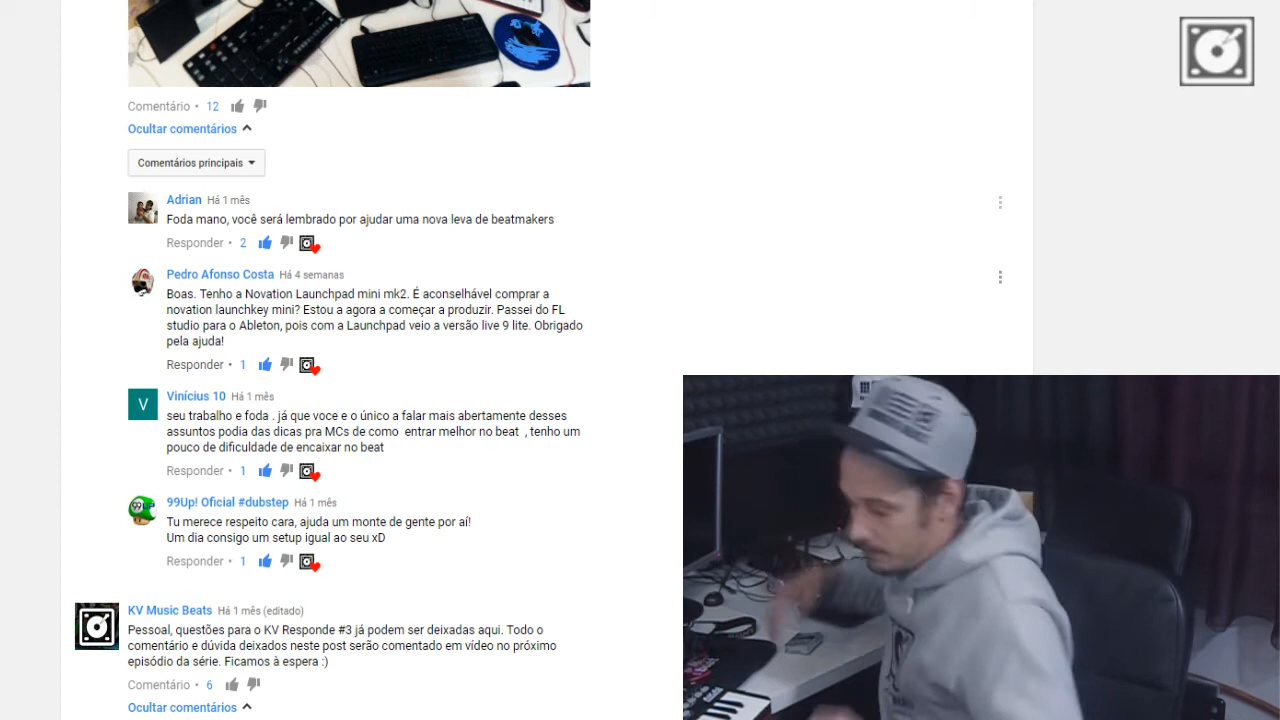 Comentário • 12
Ocultar comentários
Comentários principais
Adrian Há 1 mês
Foda mano, você será lembrado por ajudar uma nova leva de beatmakers
Responder • 2
Pedro Afonso Costa Há 4 semanas
Boas. Tenho a Novation Launchpad mini mk2. É aconselhável comprar a
novation launchkey mini? Estou a agora a começar a produzir. Passei do FL
studio para o Ableton, pois com a Launchpad veio a versão live 9 lite. Obrigado
pela ajuda!
Responder • 1
V
Vinícius 10 Há 1 mês
seu trabalho e foda . já que voce e o único a falar mais abertamente desses
assuntos podia das dicas pra MCs de como entrar melhor no beat , tenho um
pouco de dificuldade de encaixar no beat
Responder • 1
99Up! Oficial #dubstep Há 1 mês
Tu merece respeito cara, ajuda um monte de gente por aí!
Um dia consigo um setup igual ao seu xD
Responder • 1
KV Music Beats Há 1 mês (editado)
Pessoal, questões para o KV Responde #3 já podem ser deixadas aqui. Todo o
comentário e dúvida deixados neste post serão comentado em vídeo no próximo
episódio da série. Ficamos à espera :)
Comentário • 6
Ocultar comentários